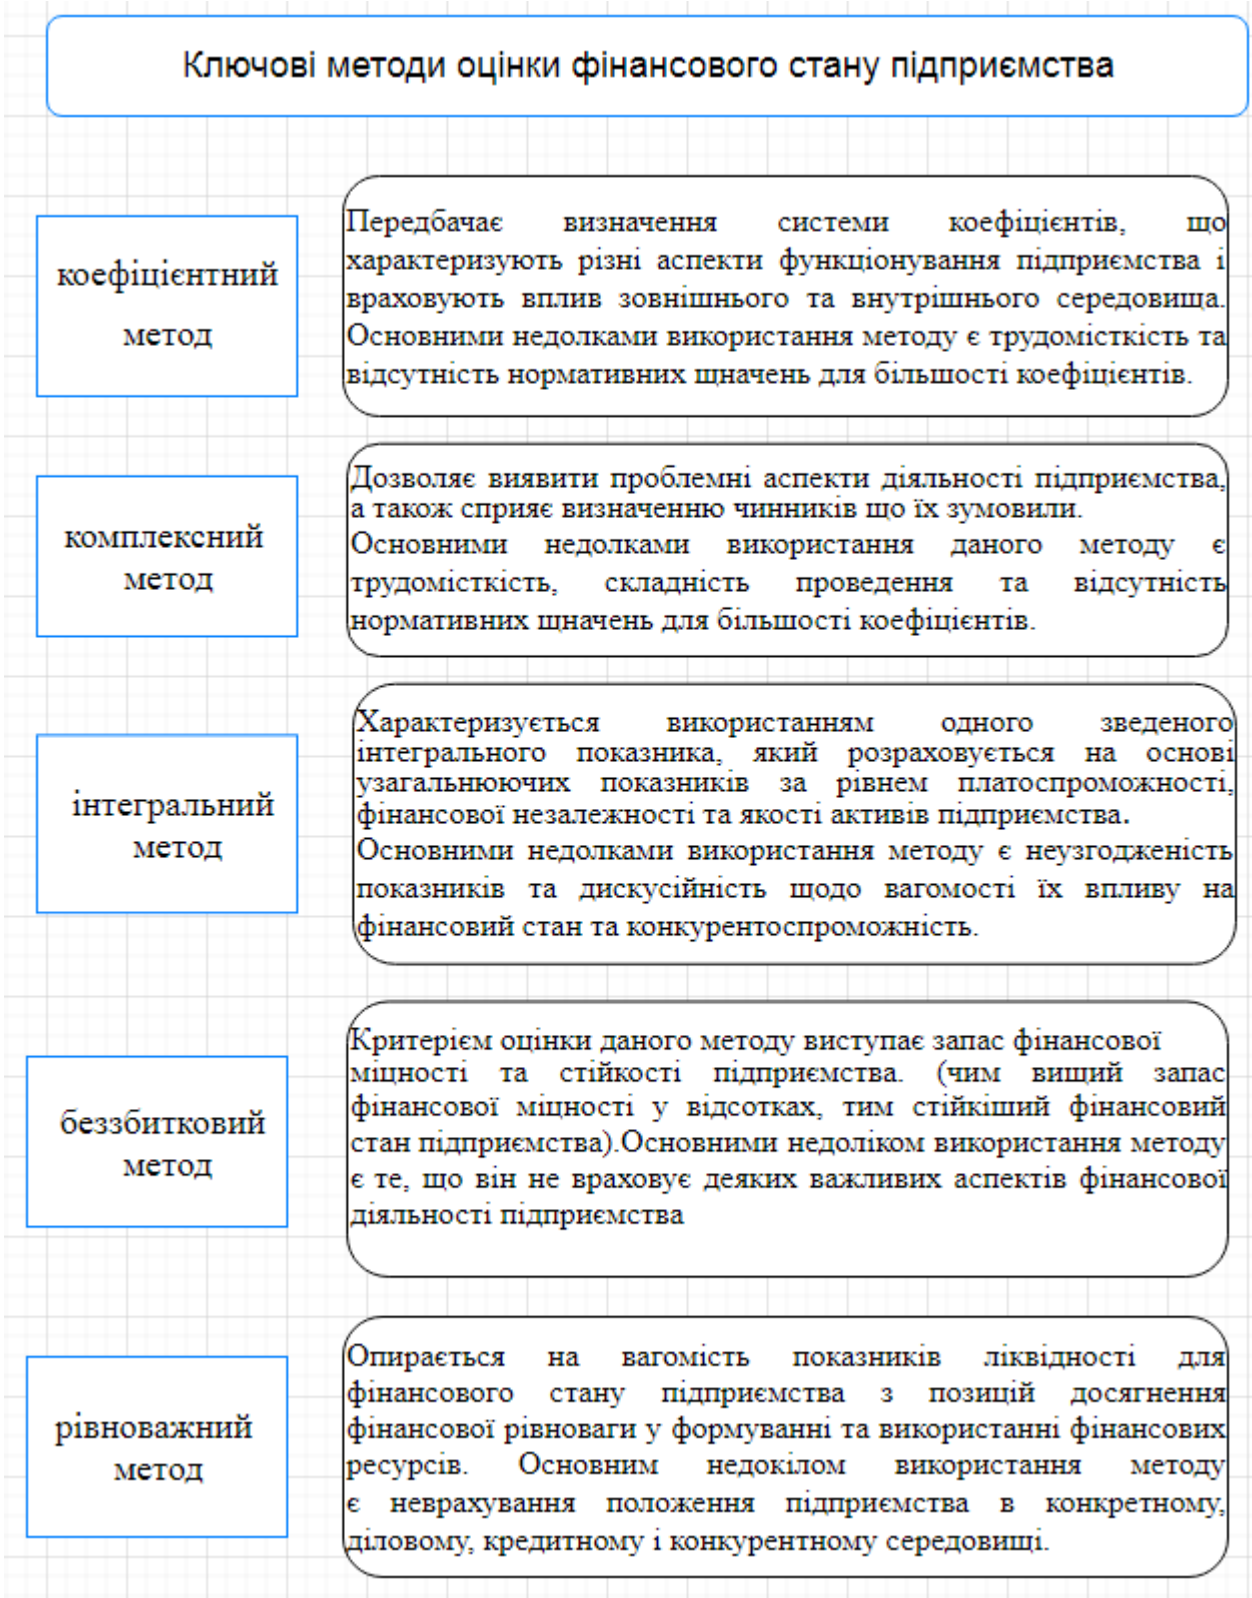 Ключові методи оцінки фінансового стану підприємства
коефіцієнтний
метод
Передбачає визначення системи коефіцієнтів, що
характеризують різні аспекти функціонування підприємства і
враховують вплив зовнішнього та внутрішнього середовища.
Основними недолками використання методу є трудомісткість та
відсутність нормативних щначень для більшості коефіцієнтів.
комплексний
метод
Дозволяє виявити проблемні аспекти діяльності підприємства,
а також сприяє визначенню чинників що їх зумовили.
Основними недолками використання даного методу є
трудомісткість, складність проведення та відсутність
нормативних щначень для більшості коефіцієнтів.
інтегральний
метод
Характеризується використанням одного зведеного
інтегрального показника, який розраховується на основі
узагальнюючих показників за рівнем платоспроможності,
фінансової незалежності та якості активів підприємства.
Основними недолками використання методу є неузгодженість
показників та дискусійність щодо вагомості їх впливу на
фінансовий стан та конкурентоспроможність.
беззбитковий
метод
Критерієм оцінки даного методу виступає запас фінансової
міцності та стійкості підприємства. (чим вищий запас
фінансової міцності у відсотках, тим стійкіший фінансовий
стан підприємства).Основними недоліком використання методу
є те, що він не враховує деяких важливих аспектів фінансової
діяльності підприємства
рівноважний
метод
Опирається на вагомість показників ліквідності для
фінансового стану підприємства з позицій досягнення
фінансової рівноваги у формуванні та використанні фінансових
ресурсів. Основним недокілом використання методу
є неврахування положення підприємства в конкретному,
діловому, кредитному і конкурентному середовищі.